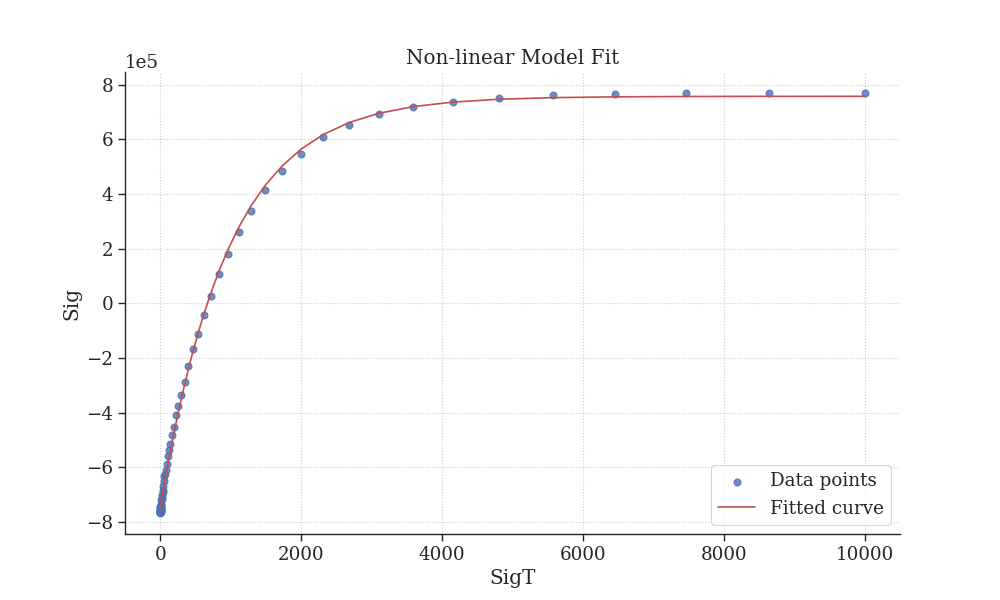 Non-linear Model Fit
1e5
8
6
4
2
0
−2
−4
−6
−8
Sig
0 2000 4000 6000 8000 10000
SigT
Data points
Fitted curve